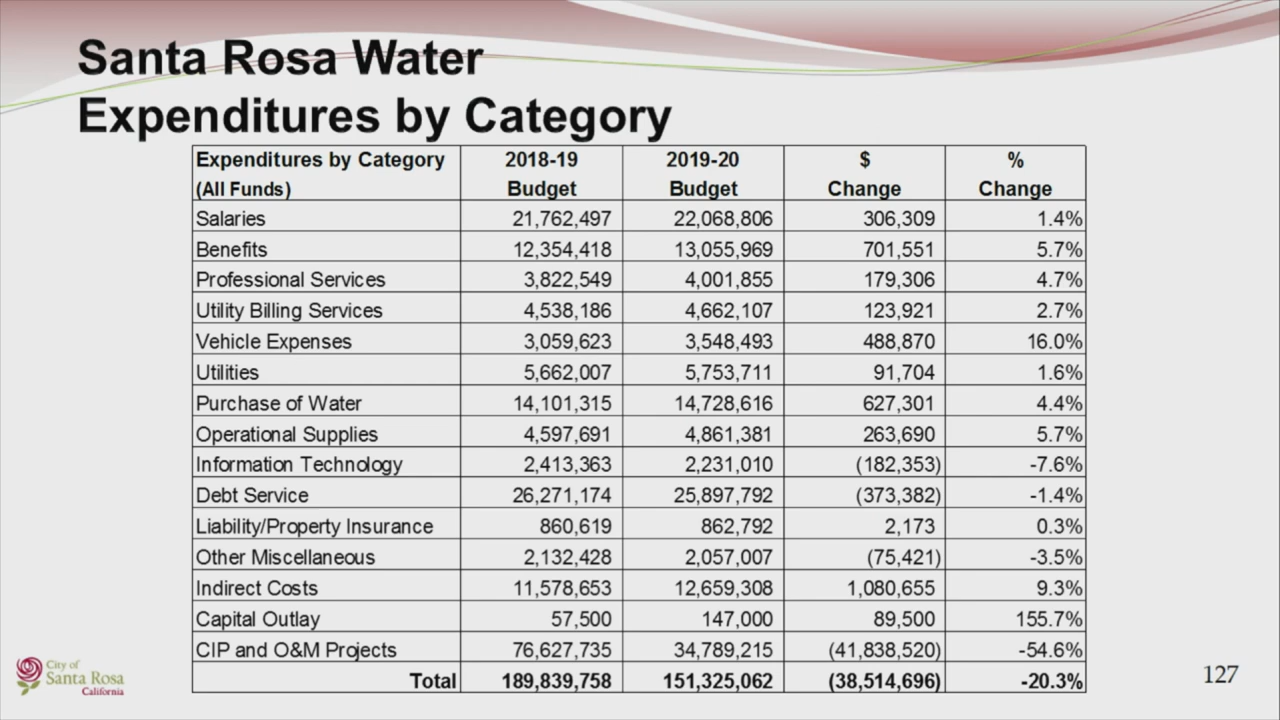 Santa Rosa Water
Expenditures by Category
Expenditures by Category 2018-19 2019-20 $ %
(All Funds) Budget Budget Change Change
Salaries 21,762,497 22,068,806 306,309 1.4%
Benefits 12,354,418 13,055,969 701,551 5.7%
Professional Services 3,822,549 4,001,855 179,306 4.7%
Utility Billing Services 4,538,186 4,662,107 123,921 2.7%
Vehicle Expenses 3,059,623 3,548,493 488,870 16.0%
Utilities 5,662,007 5,753,711 91,704 1.6%
Purchase of Water 14,101,315 14,728,616 627,301 4.4%
Operational Supplies 4,597,691 4,861,381 263,690 5.7%
Information Technology 2,413,363 2,231,010 (182,353) -7.6%
Debt Service 26,271,174 25,897,792 (373,382) -1.4%
Liability/Property Insurance 860,619 862,792 2,173 0.3%
Other Miscellaneous 2,132,428 2,057,007 (75,421) -3.5%
Indirect Costs 11,578,653 12,659,308 1,080,655 9.3%
Capital Outlay 57,500 147,000 89,500 155.7%
CIP and O&M Projects 76,627,735 34,789,215 (41,838,520) -54.6%
Total 189,839,758 151,325,062 (38,514,696) -20.3%
City of
Santa Rosa
California
127